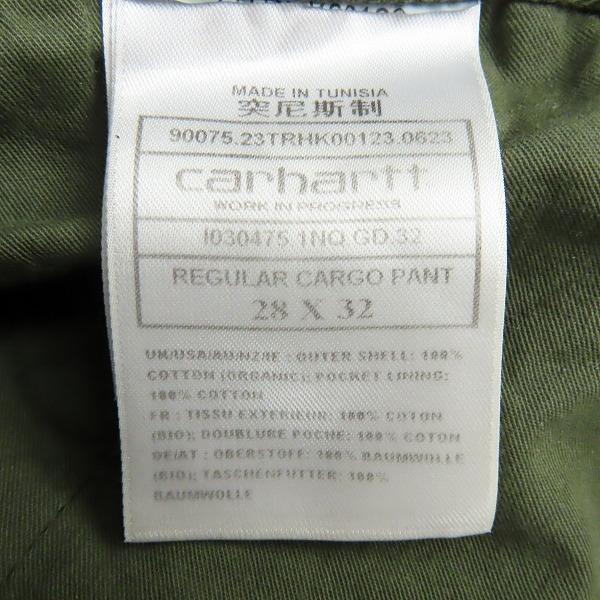 MADE IN TUNISIA
突尼斯制
90075.23TRHK00123.0623
carhartt
WORK IN PROGRESS
I030475 1NQ GD.32
REGULAR CARGO PANT
28 X 32
UK/USA/AU/NZ/IE : OUTER SHELL: 100%
COTTON (ORGANIC); POCKET LINING:
100% COTTON
FR : TISSU EXTERIEUR: 100% COTON
(BIO); DOUBLURE POCHE: 100% COTON
DE/AT : OBERSTOFF: 100% BAUMWOLLE
(BIO); TASCHENFUTTER: 100%
BAUMWOLLE